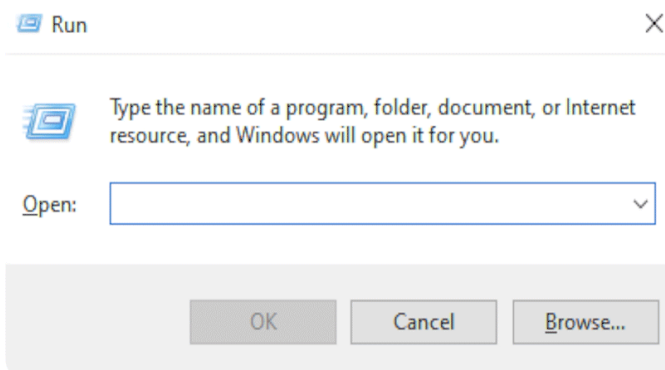 Run
Type the name of a program, folder, document, or Internet
resource, and Windows will open it for you.
Open:
OK
Cancel
Browse...